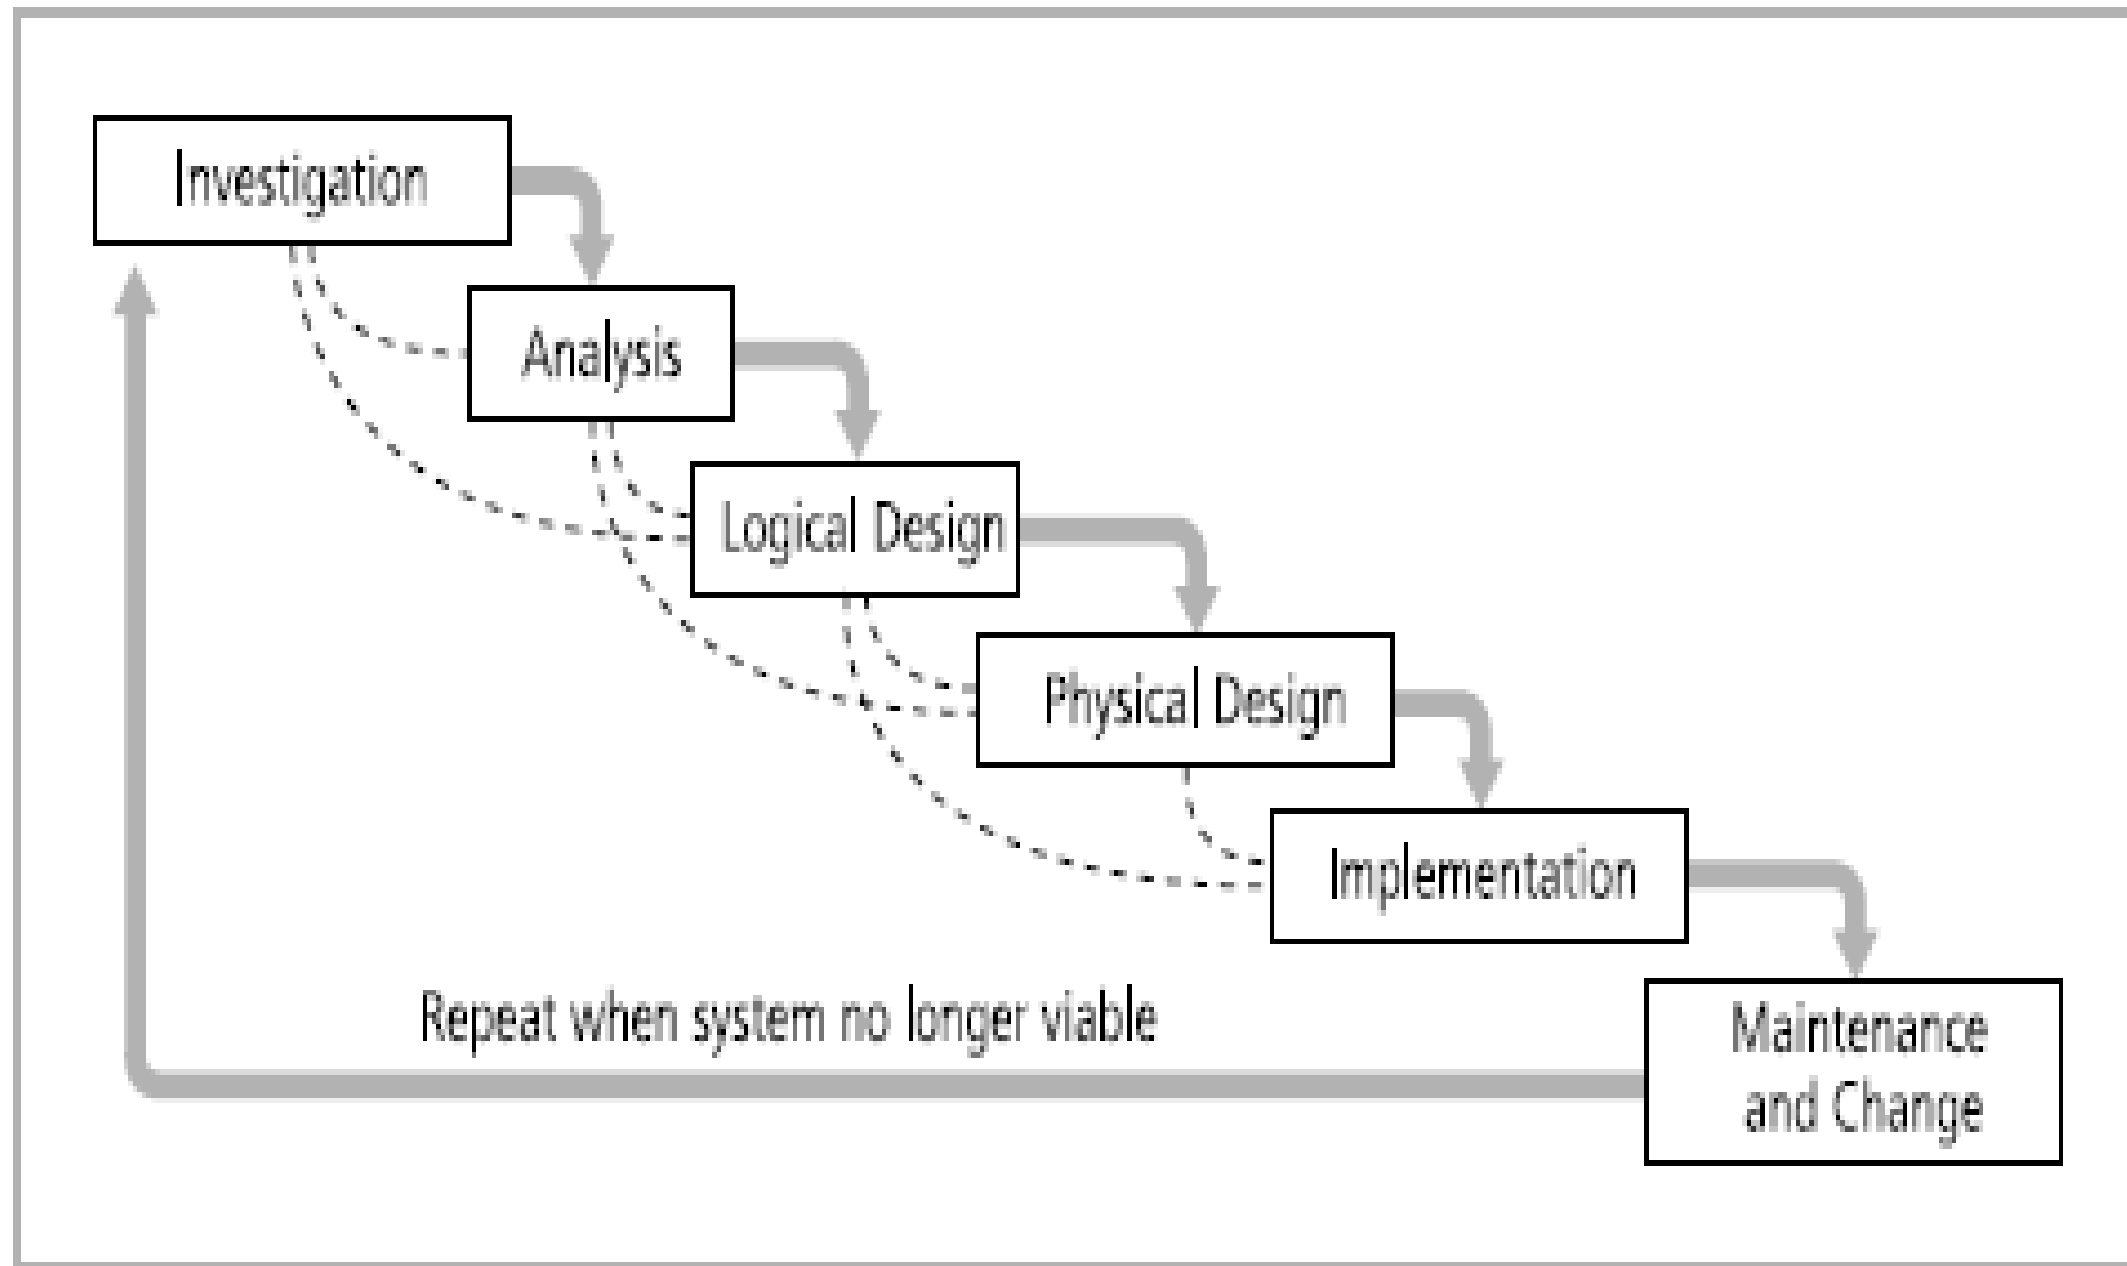 Investigation
Analysis
Logical Design
Physical Design
Implementation
Repeat when system no longer viable
Maintenance
and Change